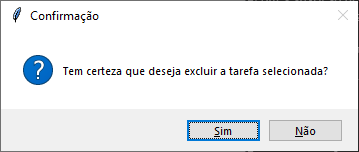 Confirmação
Tem certeza que deseja excluir a tarefa selecionada?
Sim
Não